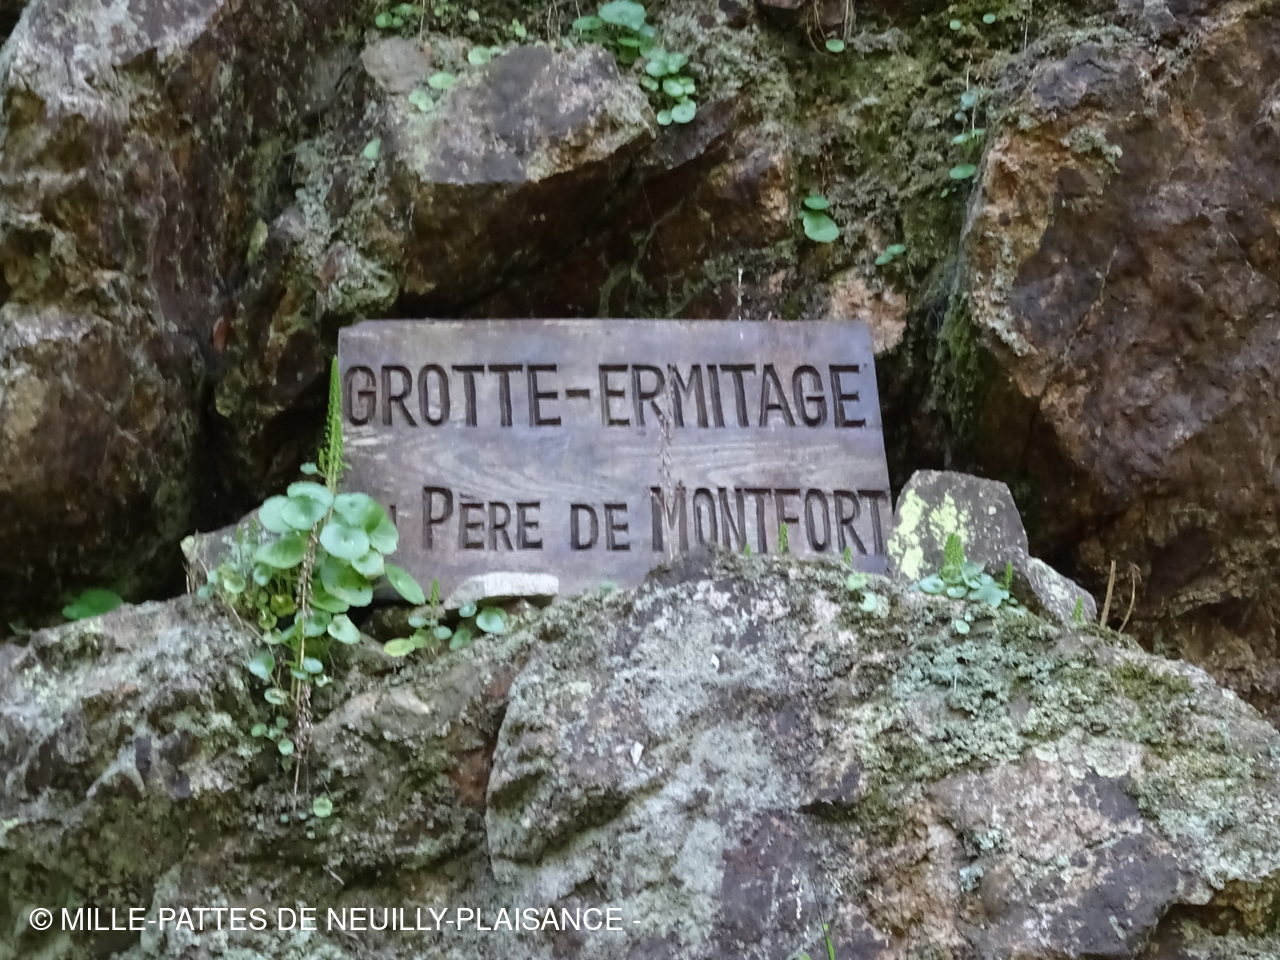 GROTTE-ERMITAGE
PÈRE DE MONTFORT
© MILLE-PATTES DE NEUILLY-PLAISANCE -